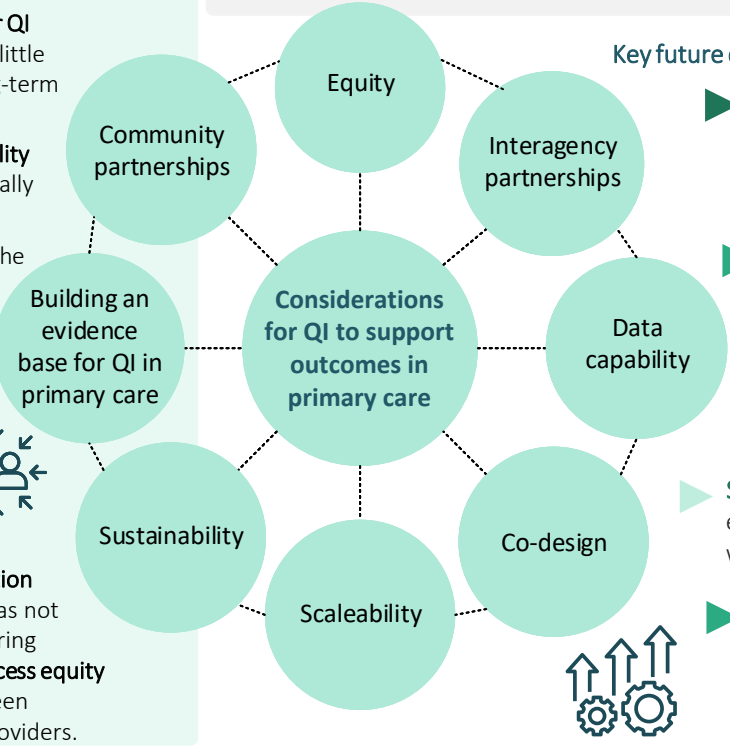 QI
little
-term
lity
ally
he
tion
as not
ring
cess equity
een
oviders.
Equity
Community
partnerships
Interagency
partnerships
Building an
evidence
base for QI in
primary care
Considerations
for QI to support
outcomes in
primary care
Data
capability
Sustainability
Co-design
Scaleability
Key future
S
e